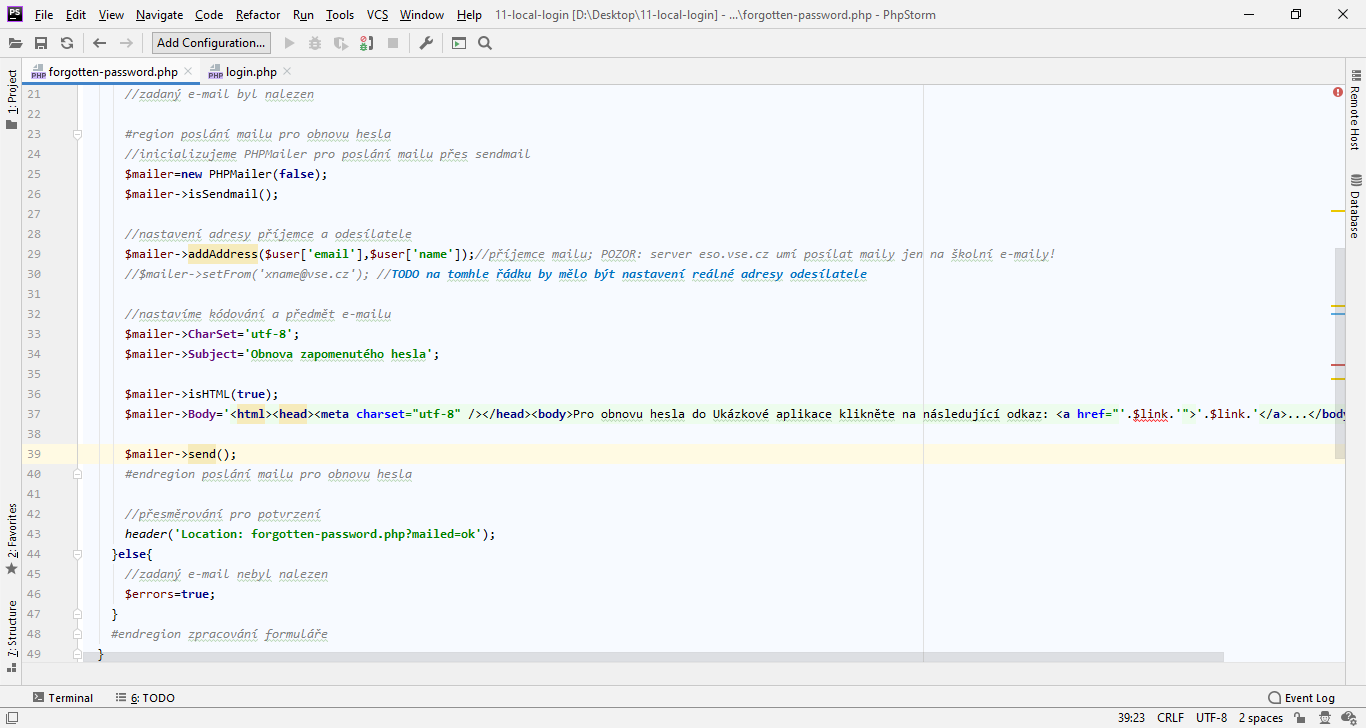 File Edit View Navigate Code Refactor Run Tools VCS Window Help 11-local-login [D:\Desktop\11-local-login] - ...\forgotten-password.php - PhpStorm
Add Configuration...
forgotten-password.php login.php
1: Project
2: Favorites
7: Structure
Remote Host
Database
21 //zadaný e-mail byl nalezen
22
23 #region poslání mailu pro obnovu hesla
24 //inicializujeme PHPMailer pro poslání mailu přes sendmail
25 $mailer=new PHPMailer(false);
26 $mailer->isSendmail();
27
28 //nastavení adresy příjemce a odesílatele
29 $mailer->addAddress($user['email'],$user['name']);//příjemce mailu; POZOR: server eso.vse.cz umí posílat maily jen na školní e-maily!
30 //$mailer->setFrom('xname@vse.cz'); //TODO na tomhle řádku by mělo být nastavení reálné adresy odesílatele
31
32 //nastavíme kódování a předmět e-mailu
33 $mailer->CharSet='utf-8';
34 $mailer->Subject='Obnova zapomenutého hesla';
35
36 $mailer->isHTML(true);
37 $mailer->Body='<html><head><meta charset="utf-8" /></head><body>Pro obnovu hesla do Ukázkové aplikace klikněte na následující odkaz: <a href="'.$link.'">'.$link.'</a>...</body
38
39 $mailer->send();
40 #endregion poslání mailu pro obnovu hesla
41
42 //přesměrování pro potvrzení
43 header('Location: forgotten-password.php?mailed=ok');
44 }else{
45 //zadaný e-mail nebyl nalezen
46 $errors=true;
47 }
48 #endregion zpracování formuláře
49 }
Terminal 6: TODO Event Log
39:23 CRLF UTF-8 2 spaces